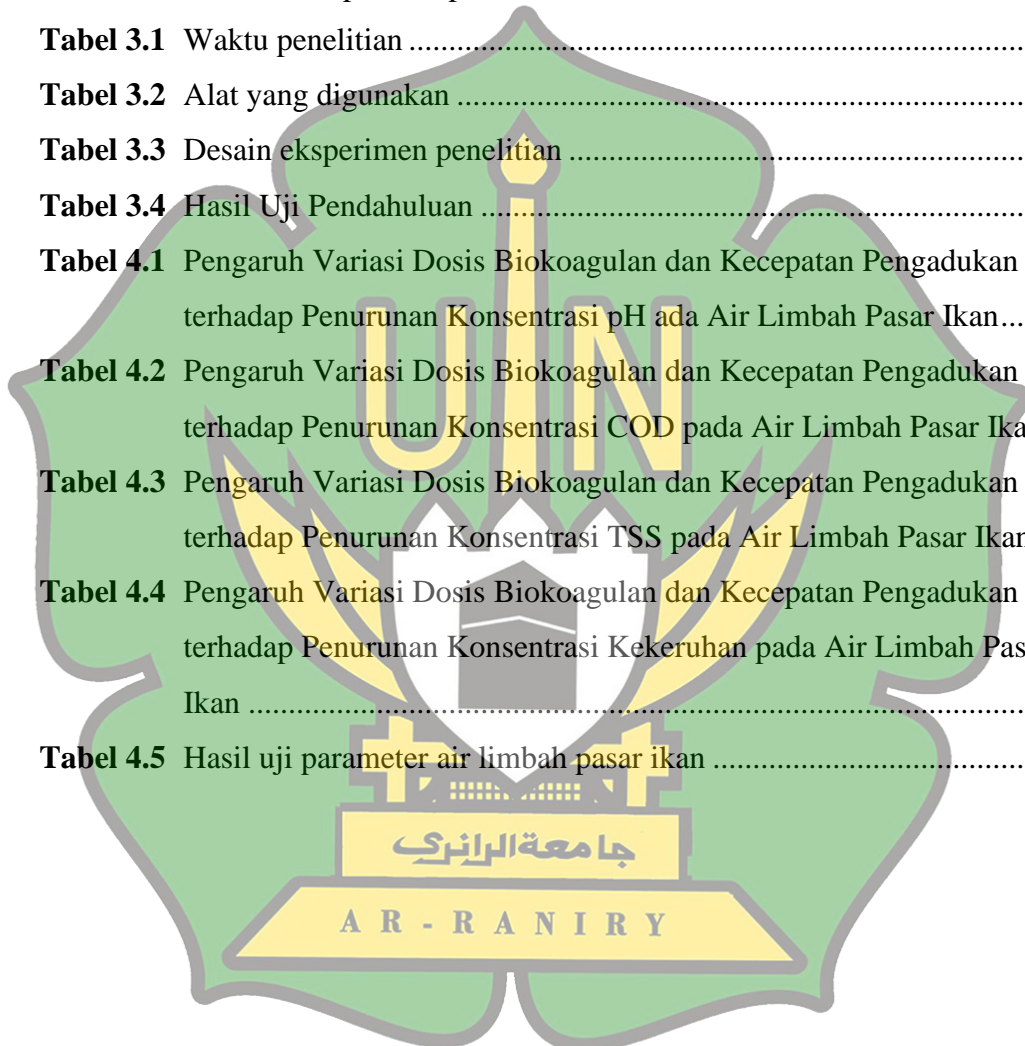 Tabel 3.1 Waktu penelitian ....................................................................................
Tabel 3.2 Alat yang digunakan ..............................................................................
Tabel 3.3 Desain eksperimen penelitian ................................................................
Tabel 3.4 Hasil Uji Pendahuluan ...........................................................................
Tabel 4.1 Pengaruh Variasi Dosis Biokoagulan dan Kecepatan Pengadukan
terhadap Penurunan Konsentrasi pH ada Air Limbah Pasar Ikan...
Tabel 4.2 Pengaruh Variasi Dosis Biokoagulan dan Kecepatan Pengadukan
terhadap Penurunan Konsentrasi COD pada Air Limbah Pasar
Tabel 4.3 Pengaruh Variasi Dosis Biokoagulan dan Kecepatan Pengadukan
terhadap Penurunan Konsentrasi TSS pada Air Limbah Pasar Ikan
Tabel 4.4 Pengaruh Variasi Dosis Biokoagulan dan Kecepatan Pengadukan
terhadap Penurunan Konsentrasi Kekeruhan pada Air Limbah
Ikan ........................................................................................................
Tabel 4.5 Hasil uji parameter air limbah pasar ikan ...........................................
UIN
جامعة الرانري
AR-RANIRY